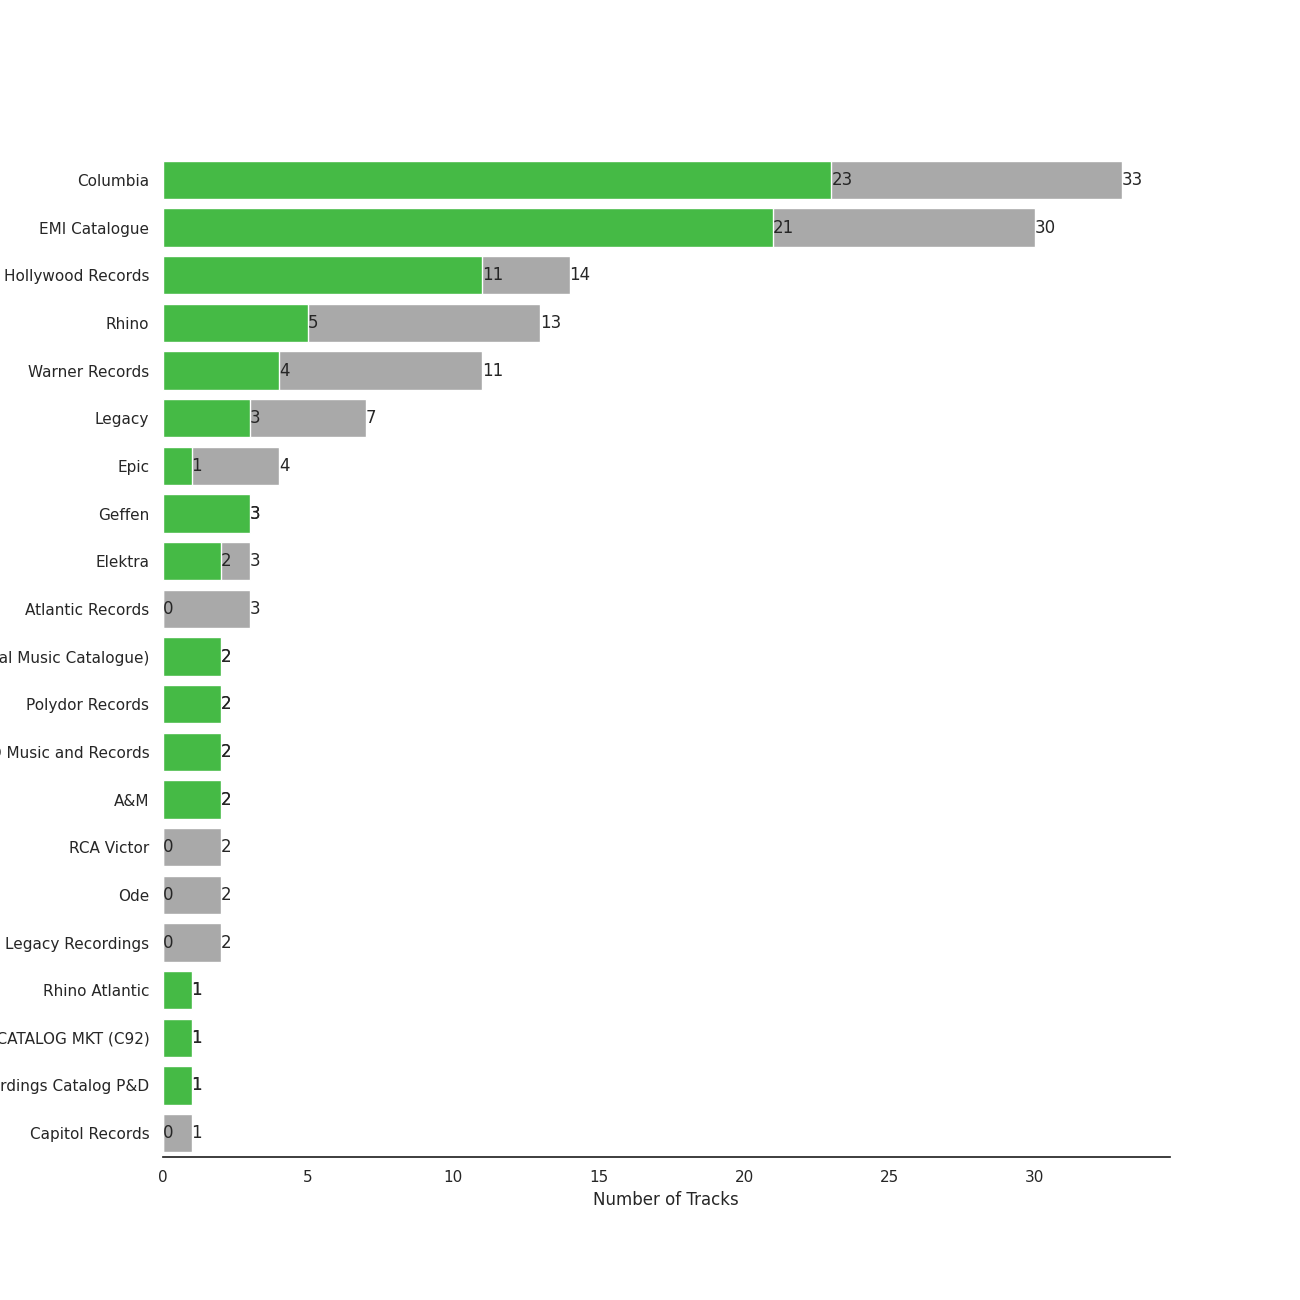 Columbia 23 33
EMI Catalogue 21 30
Hollywood Records 11 14
Rhino 5 13
Warner Records 4 11
Legacy 3 7
Epic 1 4
Geffen 3
Elektra 2 3
Atlantic Records 0 3
Music Catalogue) 2
Polydor Records 2
Music and Records 2
A&M 2
RCA Victor 0 2
Ode 0 2
Legacy Recordings 0 2
Rhino Atlantic 1
CATALOG MKT (C92) 1
Catalog P&D 1
Capitol Records 0 1
0 5 10 15 20 25 30
Number of Tracks